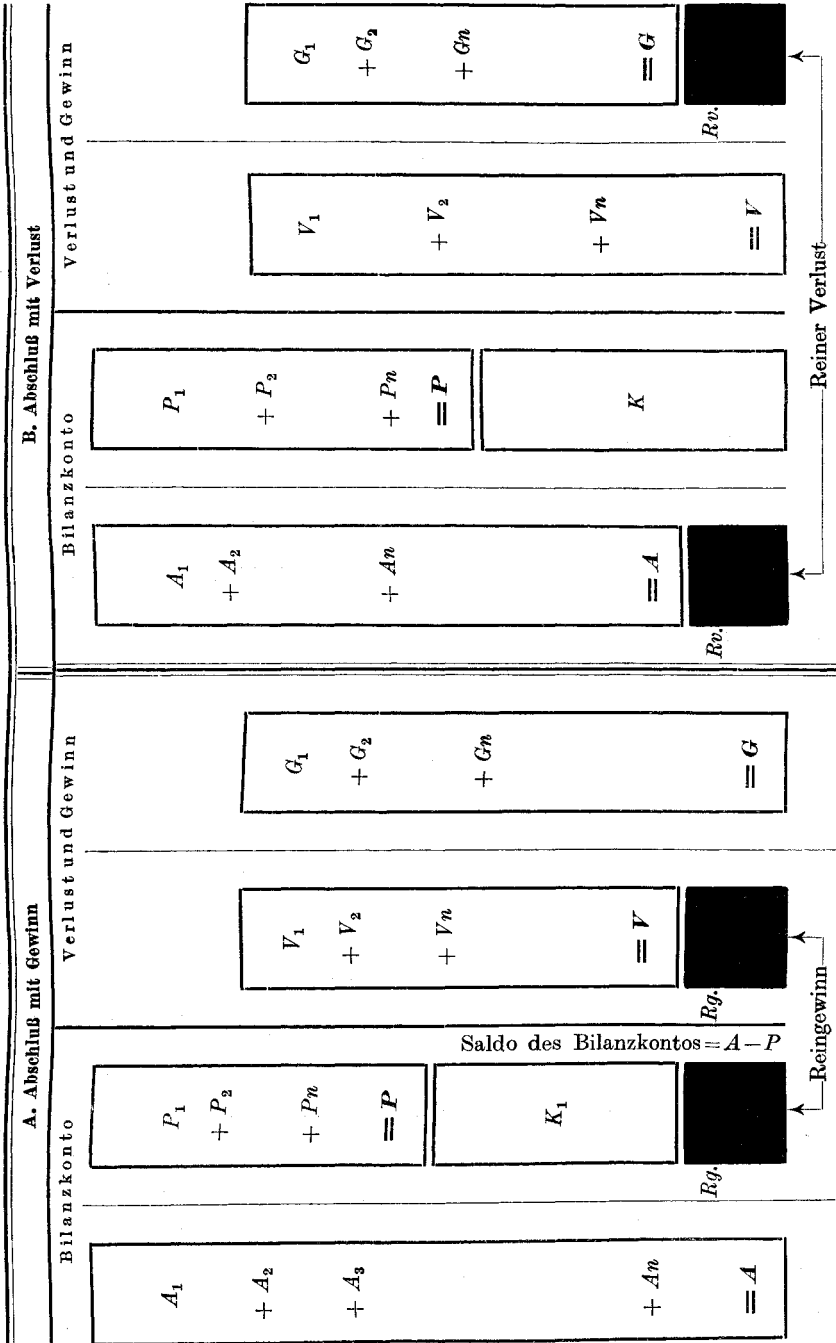 A. Abschluß mit Gewinn
Bilanzkonto
A₁
+ A₂
+ A₃
+ An
= A
P₁
+ P₂
+ Pn
= P
K₁
Rg.
Saldo des Bilanzkontos = A – P
Verlust und Gewinn
V₁
+ V₂
+ Vn
= V
Rg.
G₁
+ G₂
+ Gn
= G
Reingewinn
B. Abschluß mit Verlust
Bilanzkonto
A₁
+ A₂
+ An
= A
Rv.
P₁
+ P₂
+ Pn
= P
K
Verlust und Gewinn
V₁
+ V₂
+ Vn
= V
G₁
+ G₂
+ Gn
= G
Rv.
Reiner Verlust